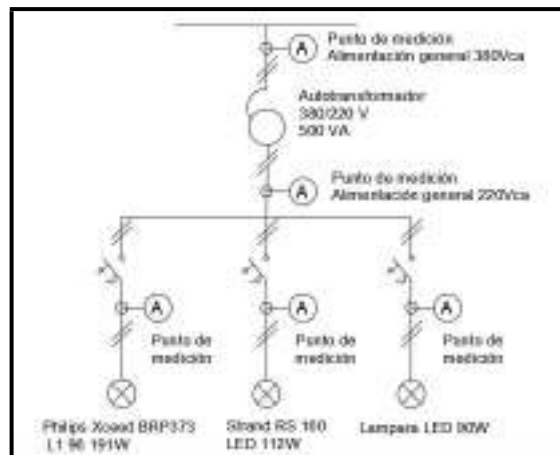 A
Punto de medición
Alimentación general 380Vca
Autotransformador
380/220 V
500 VA
A
Punto de medición
Alimentación general 220Vca
A
A
A
Punto de
medición
Punto de
medición
Punto de
medición
Philips Xceed BRP373
L1 96 191W
Strand RS 160
LED 112W
Lampara LED 90W